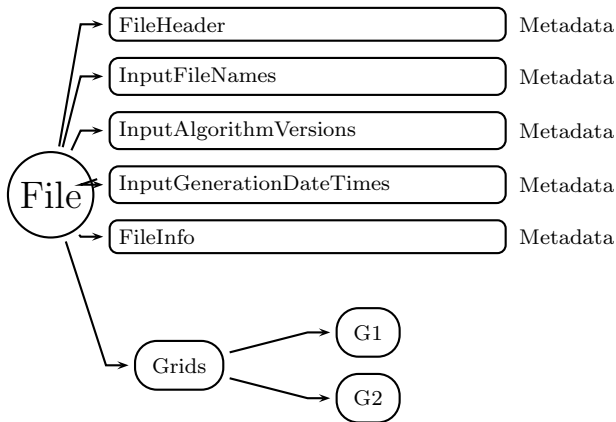 FileHeader Metadata
InputFileNames Metadata
InputAlgorithmVersions Metadata
File
InputGenerationDateTimes Metadata
FileInfo Metadata
G1
Grids
G2